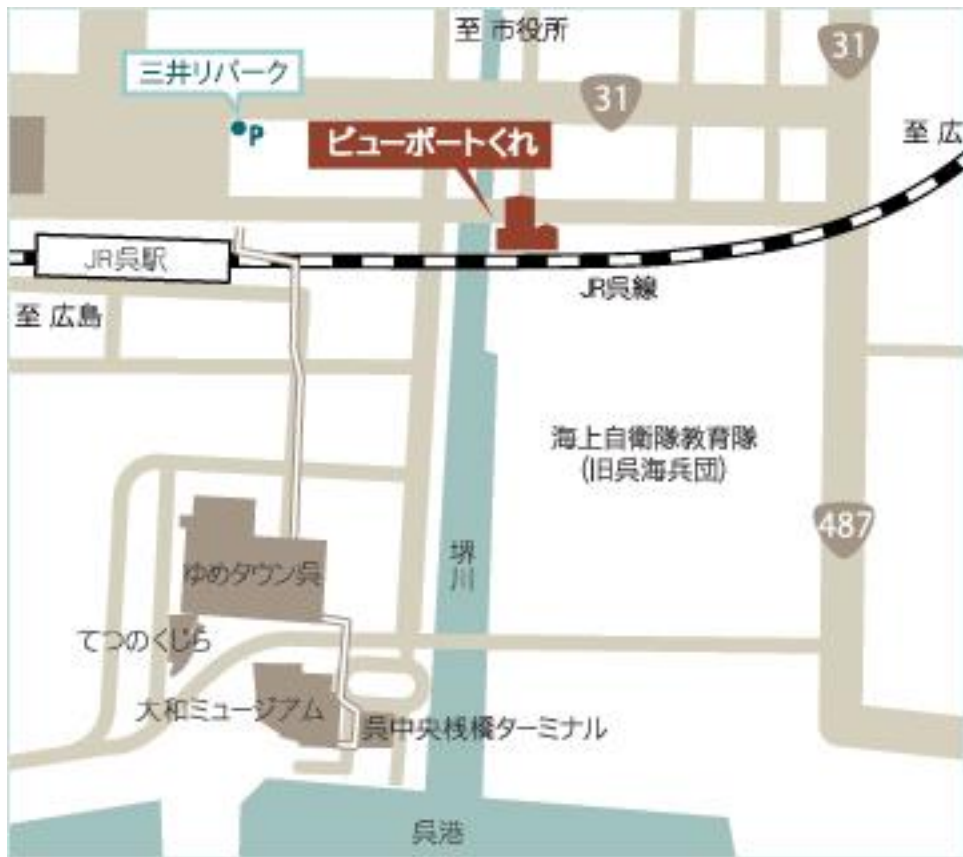 至 市役所
31
三井リパーク
31
P
ビューポートくれ
至 広
JR呉駅
JR呉線
至 広島
海上自衛隊教育隊
(旧呉海兵団)
487
堺川
ゆめタウン呉
てつのくじら
大和ミュージアム
呉中央桟橋ターミナル
呉港